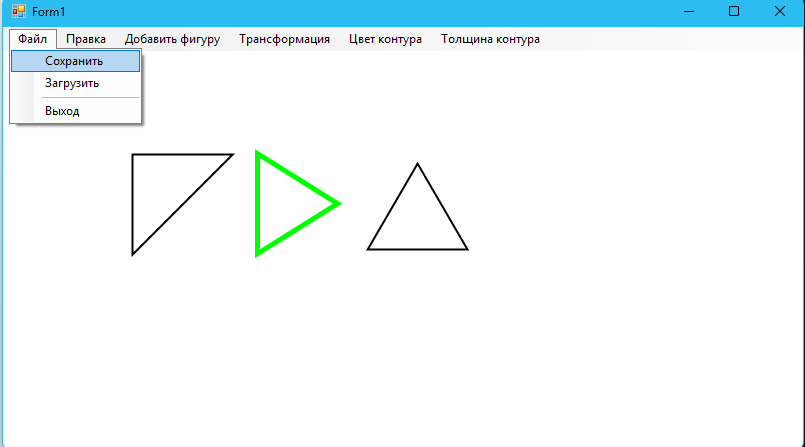 Form1
Файл Правка Добавить фигуру Трансформация Цвет контура Толщина контура
Сохранить
Загрузить
Выход